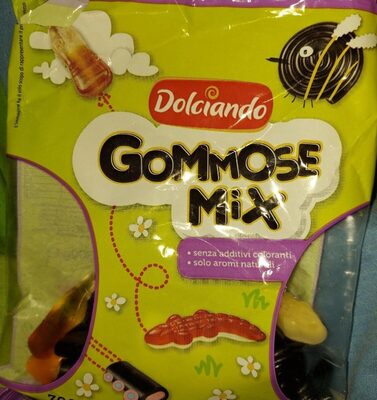 Dolciando
GOMMOSE
MiX
• senza additivi coloranti
• solo aromi naturali